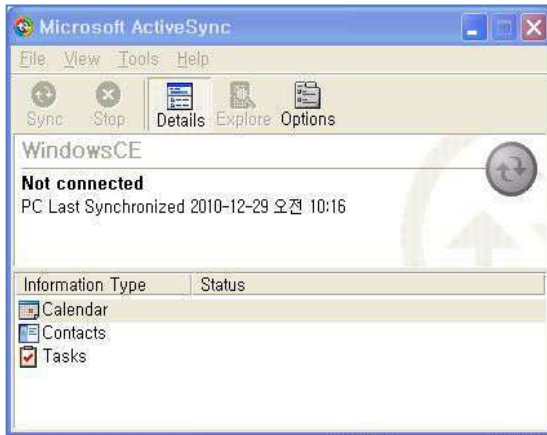 Microsoft ActiveSync
File View Tools Help
Sync Stop Details Explore Options
WindowsCE
Not connected
PC Last Synchronized 2010-12-29 오전 10:16
Information Type Status
Calendar
Contacts
Tasks